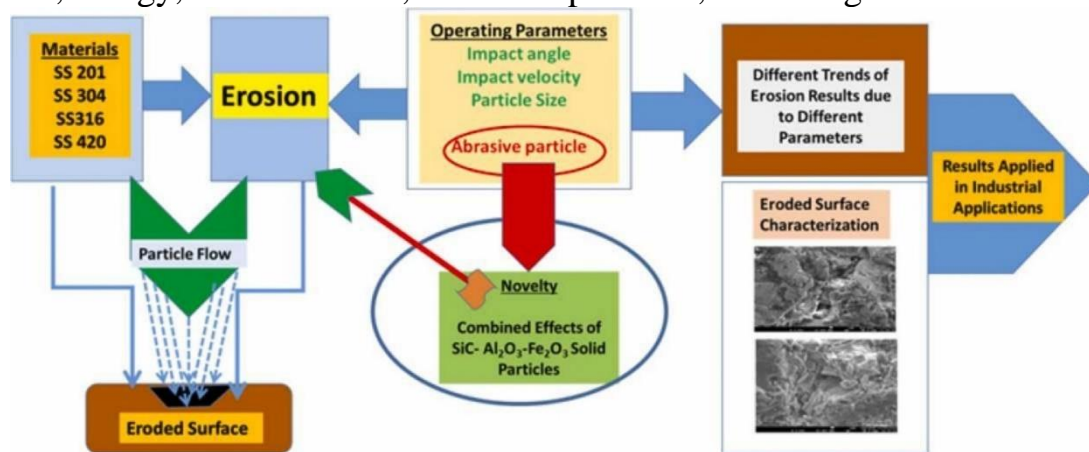 Materials
SS 201
SS 304
SS316
SS 420
Erosion
Operating Parameters
Impact angle
Impact velocity
Particle Size
Abrasive particle
Different Trends of
Erosion Results due
to Different
Parameters
Results Applied
in Industrial
Applications
Eroded Surface
Characterization
Particle Flow
Novelty
Combined Effects of
SiC- Al₂O₃-Fe₂O₃ Solid
Particles
Eroded Surface